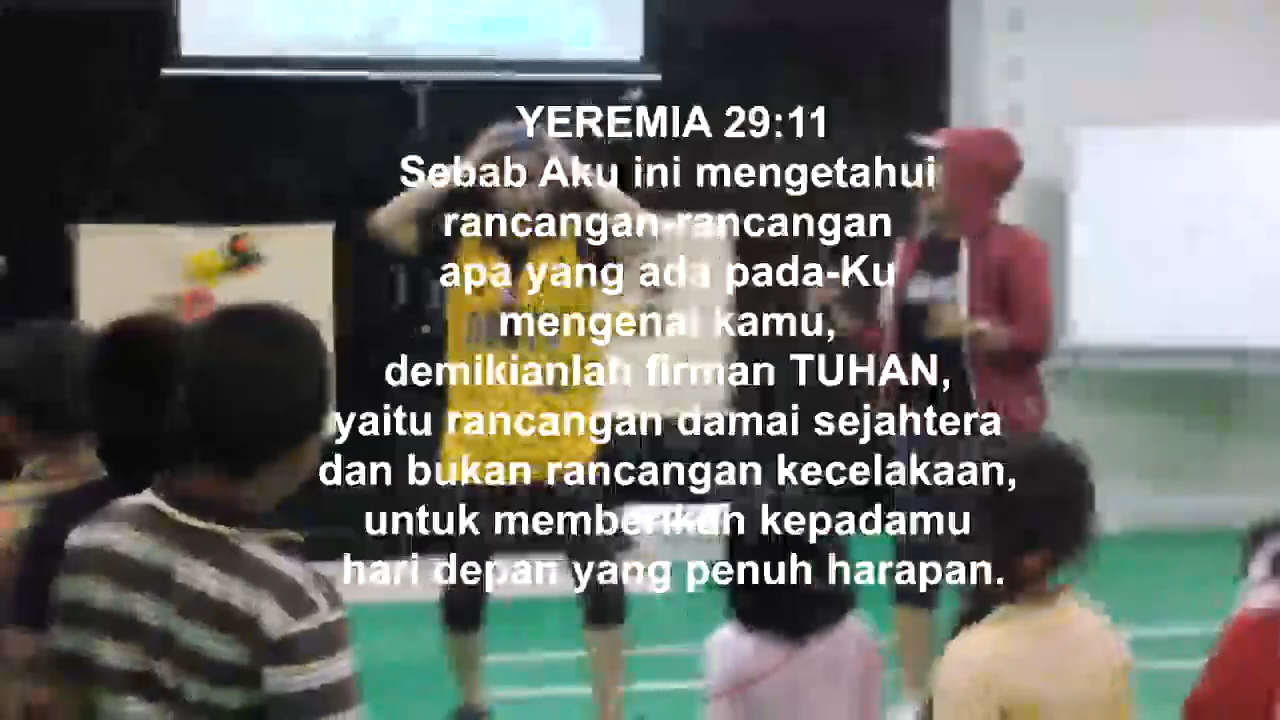 YEREMIA 29:11
Sebab Aku ini mengetahui
rancangan-rancangan
apa yang ada pada-Ku
mengenai kamu,
demikianlah firman TUHAN,
yaitu rancangan damai sejahtera
dan bukan rancangan kecelakaan,
untuk memberikan kepadamu
hari depan yang penuh harapan.